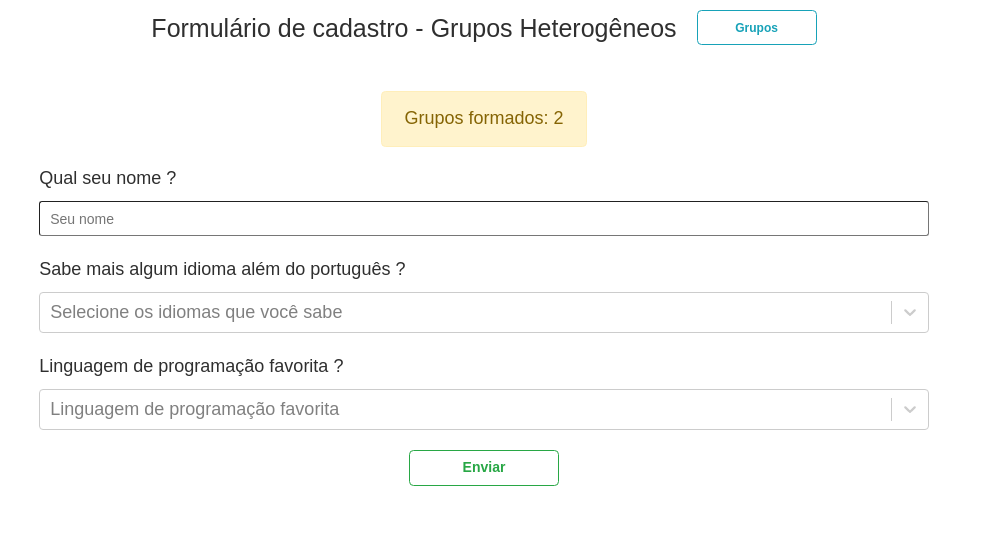 Formulário de cadastro - Grupos Heterogêneos Grupos
Grupos formados: 2
Qual seu nome ?
Seu nome
Sabe mais algum idioma além do português ?
Selecione os idiomas que você sabe
Linguagem de programação favorita ?
Linguagem de programação favorita
Enviar